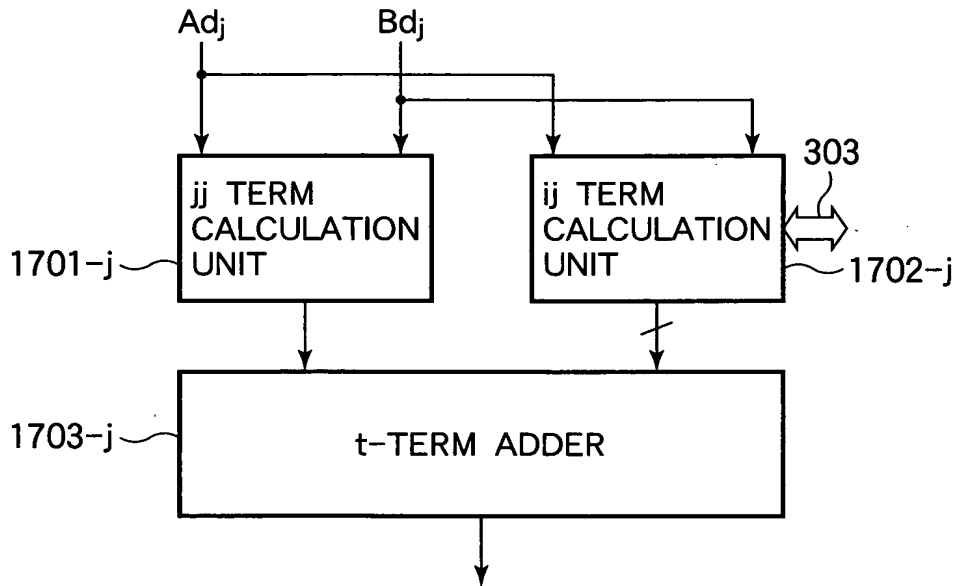 Adj Bdj
303
jj TERM
CALCULATION
UNIT
ij TERM
CALCULATION
UNIT
1701-j
1702-j
1703-j
t-TERM ADDER